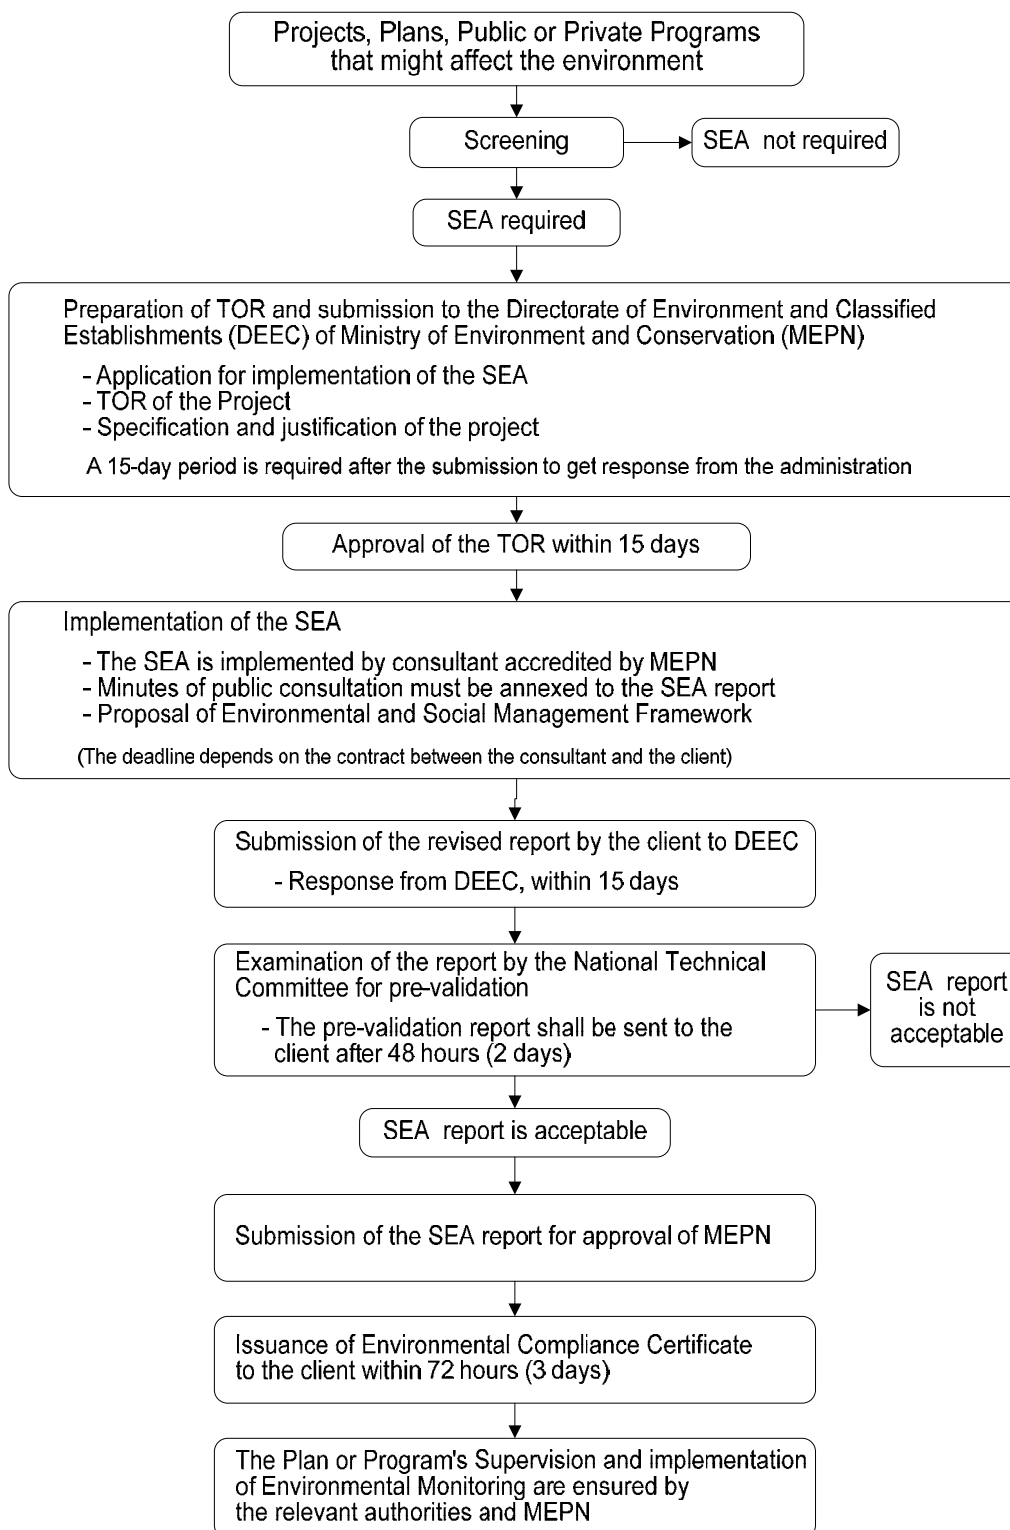 Projects, Plans, Public or Private Programs
that might affect the environment
Screening
SEA not required
SEA required
Preparation of TOR and submission to the Directorate of Environment and Classified
Establishments (DEEC) of Ministry of Environment and Conservation (MEPN)
- Application for implementation of the SEA
- TOR of the Project
- Specification and justification of the project
A 15-day period is required after the submission to get response from the administration
Approval of the TOR within 15 days
Implementation of the SEA
- The SEA is implemented by consultant accredited by MEPN
- Minutes of public consultation must be annexed to the SEA report
- Proposal of Environmental and Social Management Framework
(The deadline depends on the contract between the consultant and the client)
Submission of the revised report by the client to DEEC
- Response from DEEC, within 15 days
Examination of the report by the National Technical
Committee for pre-validation
- The pre-validation report shall be sent to the
client after 48 hours (2 days)
SEA report
is not
acceptable
SEA report is acceptable
Submission of the SEA report for approval of MEPN
Issuance of Environmental Compliance Certificate
to the client within 72 hours (3 days)
The Plan or Program's Supervision and implementation
of Environmental Monitoring are ensured by
the relevant authorities and MEPN